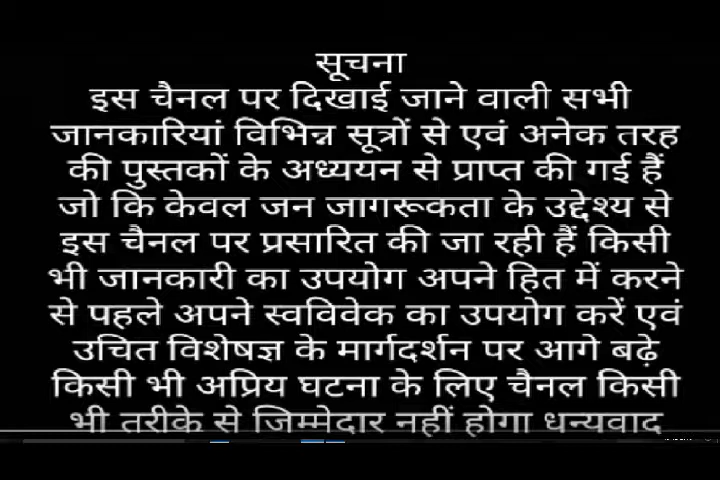 सूचना
इस चैनल पर दिखाई जाने वाली सभी
जानकारियां विभिन्न सूत्रों से एवं अनेक तरह
की पुस्तकों के अध्ययन से प्राप्त की गई हैं
जो कि केवल जन जागरूकता के उद्देश्य से
इस चैनल पर प्रसारित की जा रही हैं किसी
भी जानकारी का उपयोग अपने हित में करने
से पहले अपने स्वविवेक का उपयोग करें एवं
उचित विशेषज्ञ के मार्गदर्शन पर आगे बढ़े
किसी भी अप्रिय घटना के लिए चैनल किसी
भी तरीके से जिम्मेदार नहीं होगा धन्यवाद